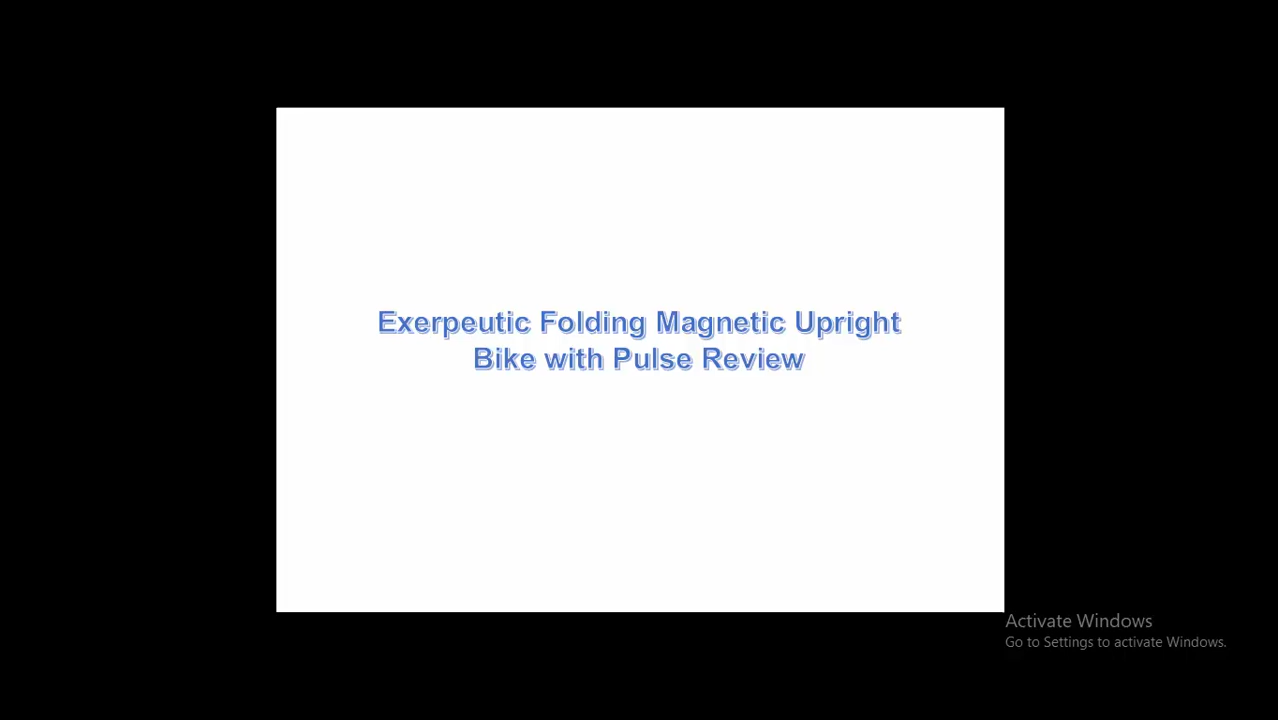 Exerpeutic Folding Magnetic Upright
Bike with Pulse Review
Activate Windows
Go to Settings to activate Windows.